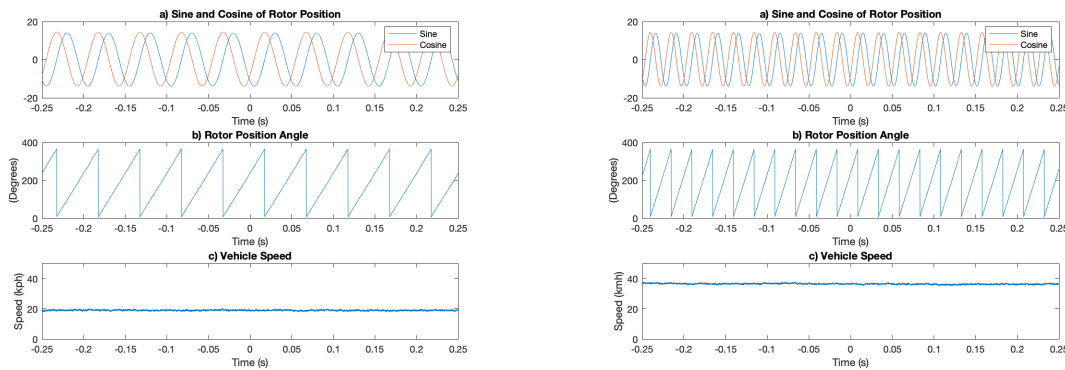 a) Sine and Cosine of Rotor Position
20
0
-20
Sine
Cosine
-0.25 -0.2 -0.15 -0.1 -0.05 0 0.05 0.1 0.15 0.2 0.25
Time (s)
b) Rotor Position Angle
(Degrees)
400
200
0
-0.25 -0.2 -0.15 -0.1 -0.05 0 0.05 0.1 0.15 0.2 0.25
Time (s)
c) Vehicle Speed
Speed (kph)
40
20
0
-0.25 -0.2 -0.15 -0.1 -0.05 0 0.05 0.1 0.15 0.2 0.25
Time (s)
a) Sine and Cosine of Rotor Position
20
0
-20
Sine
Cosine
-0.25 -0.2 -0.15 -0.1 -0.05 0 0.05 0.1 0.15 0.2 0.25
Time (s)
b) Rotor Position Angle
(Degrees)
400
200
0
-0.25 -0.2 -0.15 -0.1 -0.05 0 0.05 0.1 0.15 0.2 0.25
Time (s)
c) Vehicle Speed
Speed (kmh)
40
20
0
-0.25 -0.2 -0.15 -0.1 -0.05 0 0.05 0.1 0.15 0.2 0.25
Time (s)